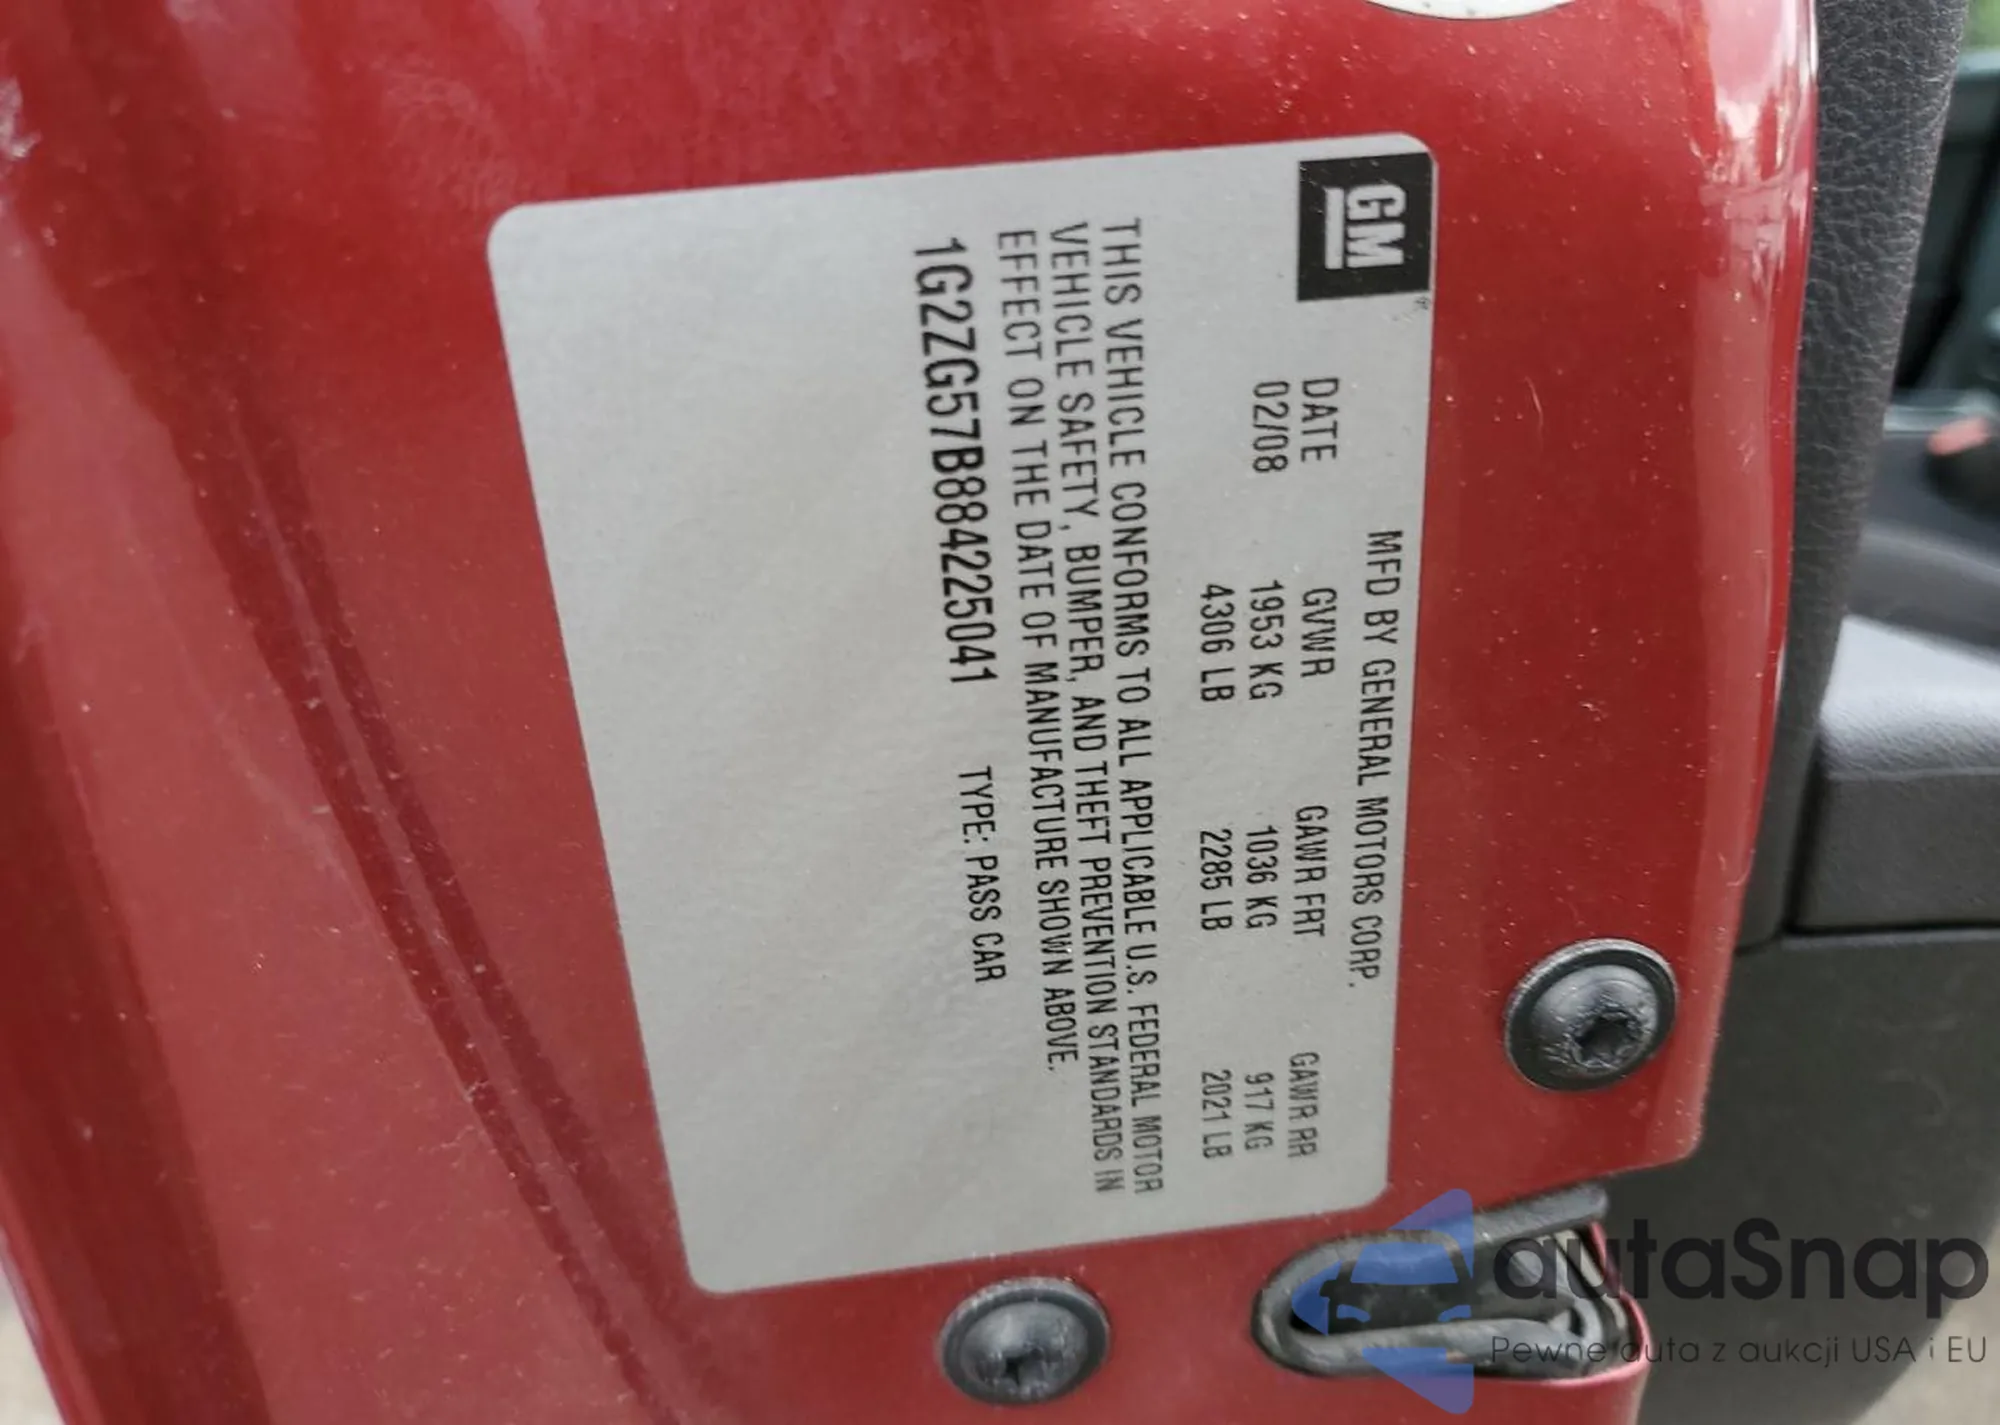 GM
MFD BY GENERAL MOTORS CORP.
DATE GVWR GAWR FRT GAWR RR
02/08 1953 KG 1036 KG 917 KG
4306 LB 2285 LB 2021 LB
THIS VEHICLE CONFORMS TO ALL APPLICABLE U.S. FEDERAL MOTOR
VEHICLE SAFETY, BUMPER, AND THEFT PREVENTION STANDARDS IN
EFFECT ON THE DATE OF MANUFACTURE SHOWN ABOVE.
1G2ZG57B884225041 TYPE: PASS CAR
autaSnap
Pewne auta z aukcji USA i EU